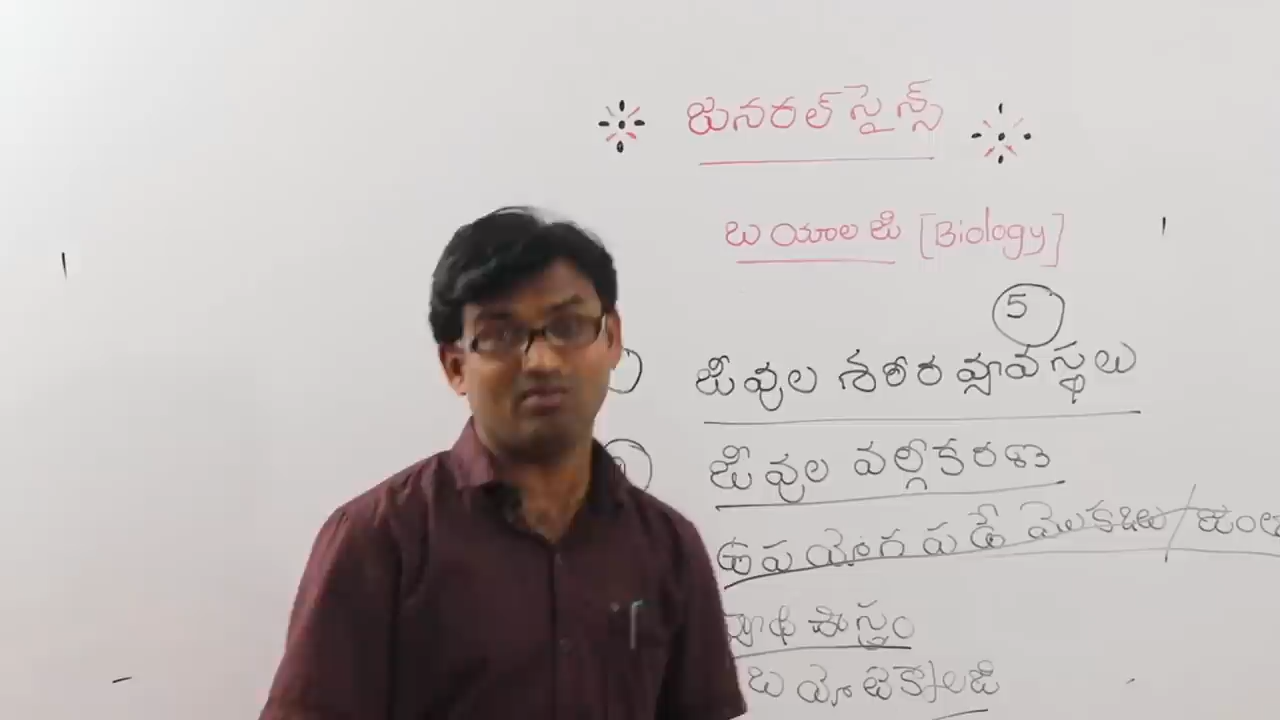 జనరల్ సైన్స్
బయాలజి [Biology]
5
జీవుల శరీర వ్యవస్థలు
జీవుల వర్గీకరణ
ఉపయోగపడే మొక్కలు / జంతు
వ్యాధి శాస్త్రం
బయోటెక్నాలజి